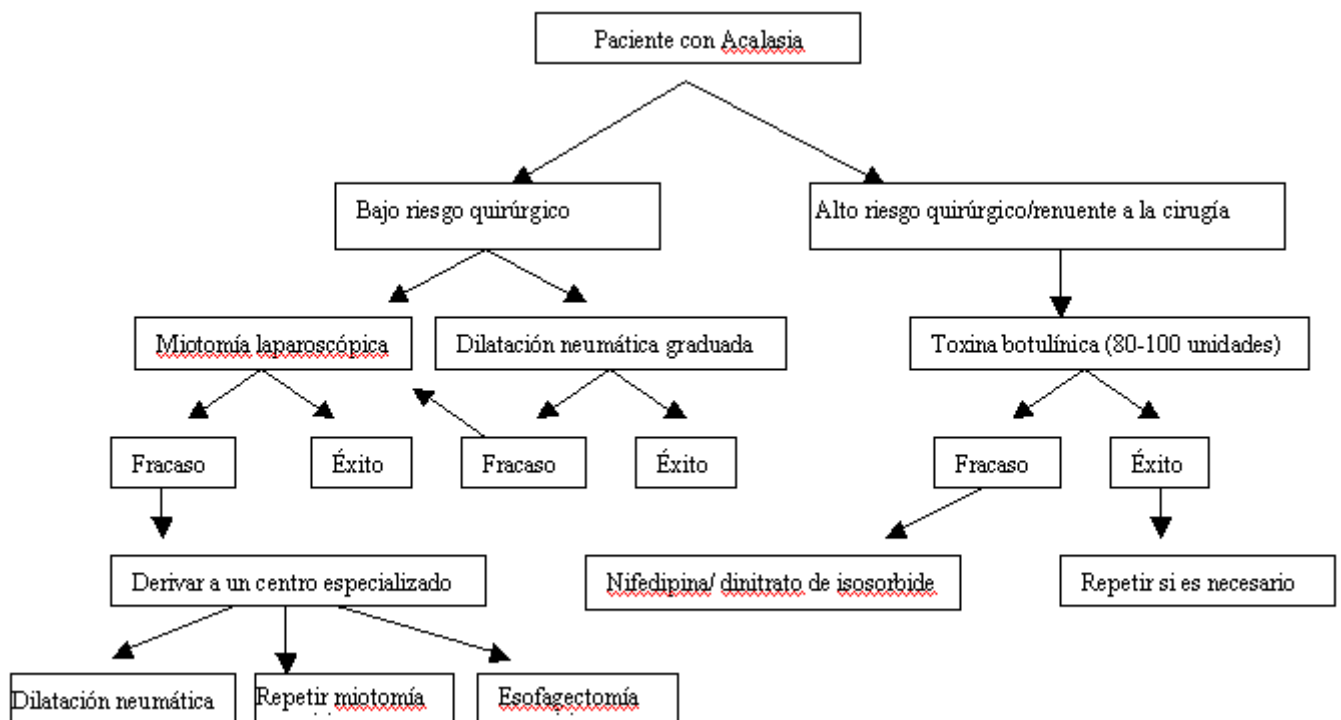 Paciente con Acalasia
Bajo riesgo quirúrgico
Alto riesgo quirúrgico/renuente a la cirugía
Miotomía laparoscópica
Dilatación neumática graduada
Toxina botulínica (80-100 unidades)
Fracaso
Éxito
Fracaso
Éxito
Fracaso
Éxito
Derivar a un centro especializado
Nifedipina/ dinitrato de isosorbide
Repetir si es necesario
Dilatación neumática
Repetir miotomía
Esofagectomía